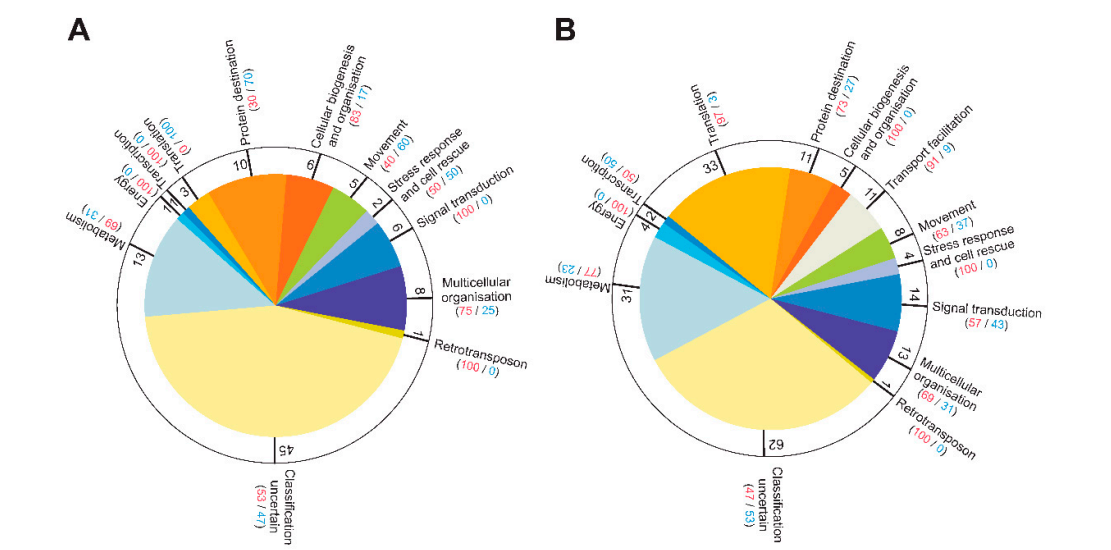 A
Metabolism
(69 / 31)
13
Energy
(100 / 0)
1
Transcription
(100 / 0)
1
Translation
(0 / 100)
3
Protein destination
(30 / 70)
10
Cellular biogenesis
and organisation
(83 / 17)
6
Movement
(40 / 60)
5
Stress response
and cell rescue
(50 / 50)
2
Signal transduction
(100 / 0)
6
Multicellular
organisation
(75 / 25)
8
Retrotransposon
(100 / 0)
1
Classification
uncertain
(53 / 47)
45
B
Metabolism
(77 / 23)
31
Energy
(100 / 0)
4
Transcription
(50 / 50)
2
Translation
(97 / 3)
33
Protein destination
(73 / 27)
11
Cellular biogenesis
and organisation
(100 / 0)
5
Transport facilitation
(91 / 9)
11
Movement
(63 / 37)
8
Stress response
and cell rescue
(100 / 0)
4
Signal transduction
(57 / 43)
14
Multicellular
organisation
(69 / 31)
13
Retrotransposon
(100 / 0)
1
Classification
uncertain
(47 / 53)
62